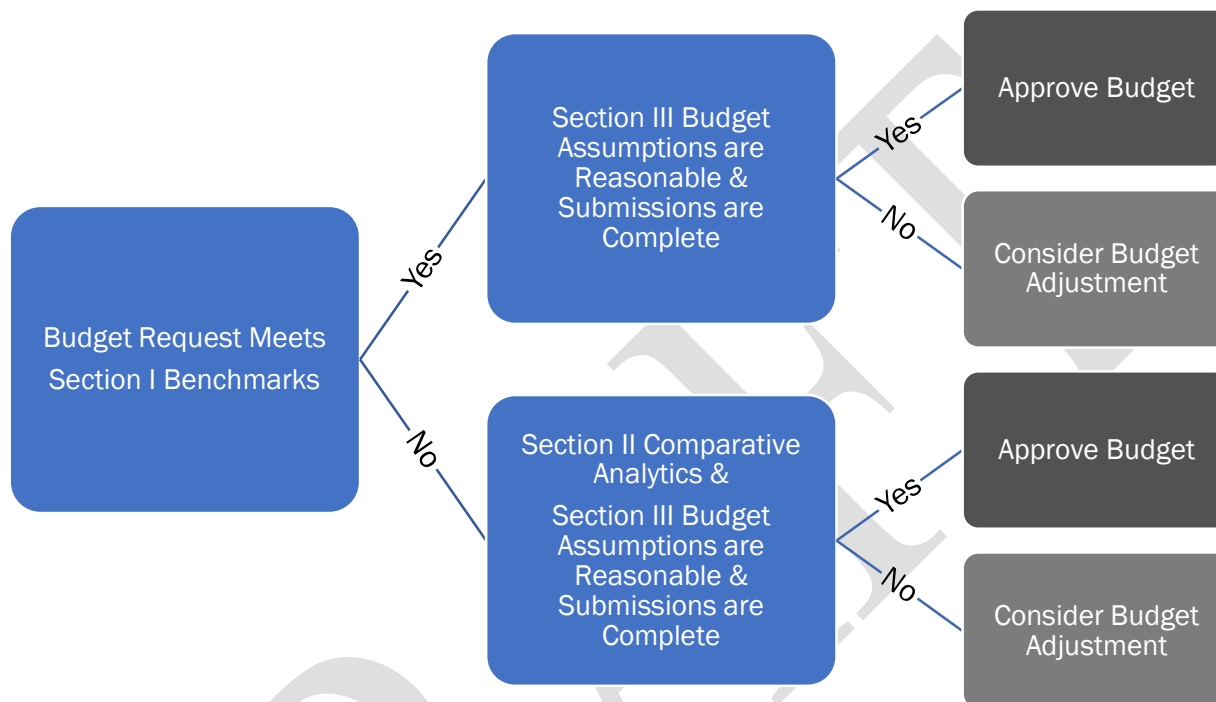 Budget Request Meets
Section I Benchmarks
Yes
No
Section III Budget
Assumptions are
Reasonable &
Submissions are
Complete
Yes
No
Approve Budget
Consider Budget
Adjustment
Section II Comparative
Analytics &
Section III Budget
Assumptions are
Reasonable &
Submissions are
Complete
Yes
No
Approve Budget
Consider Budget
Adjustment